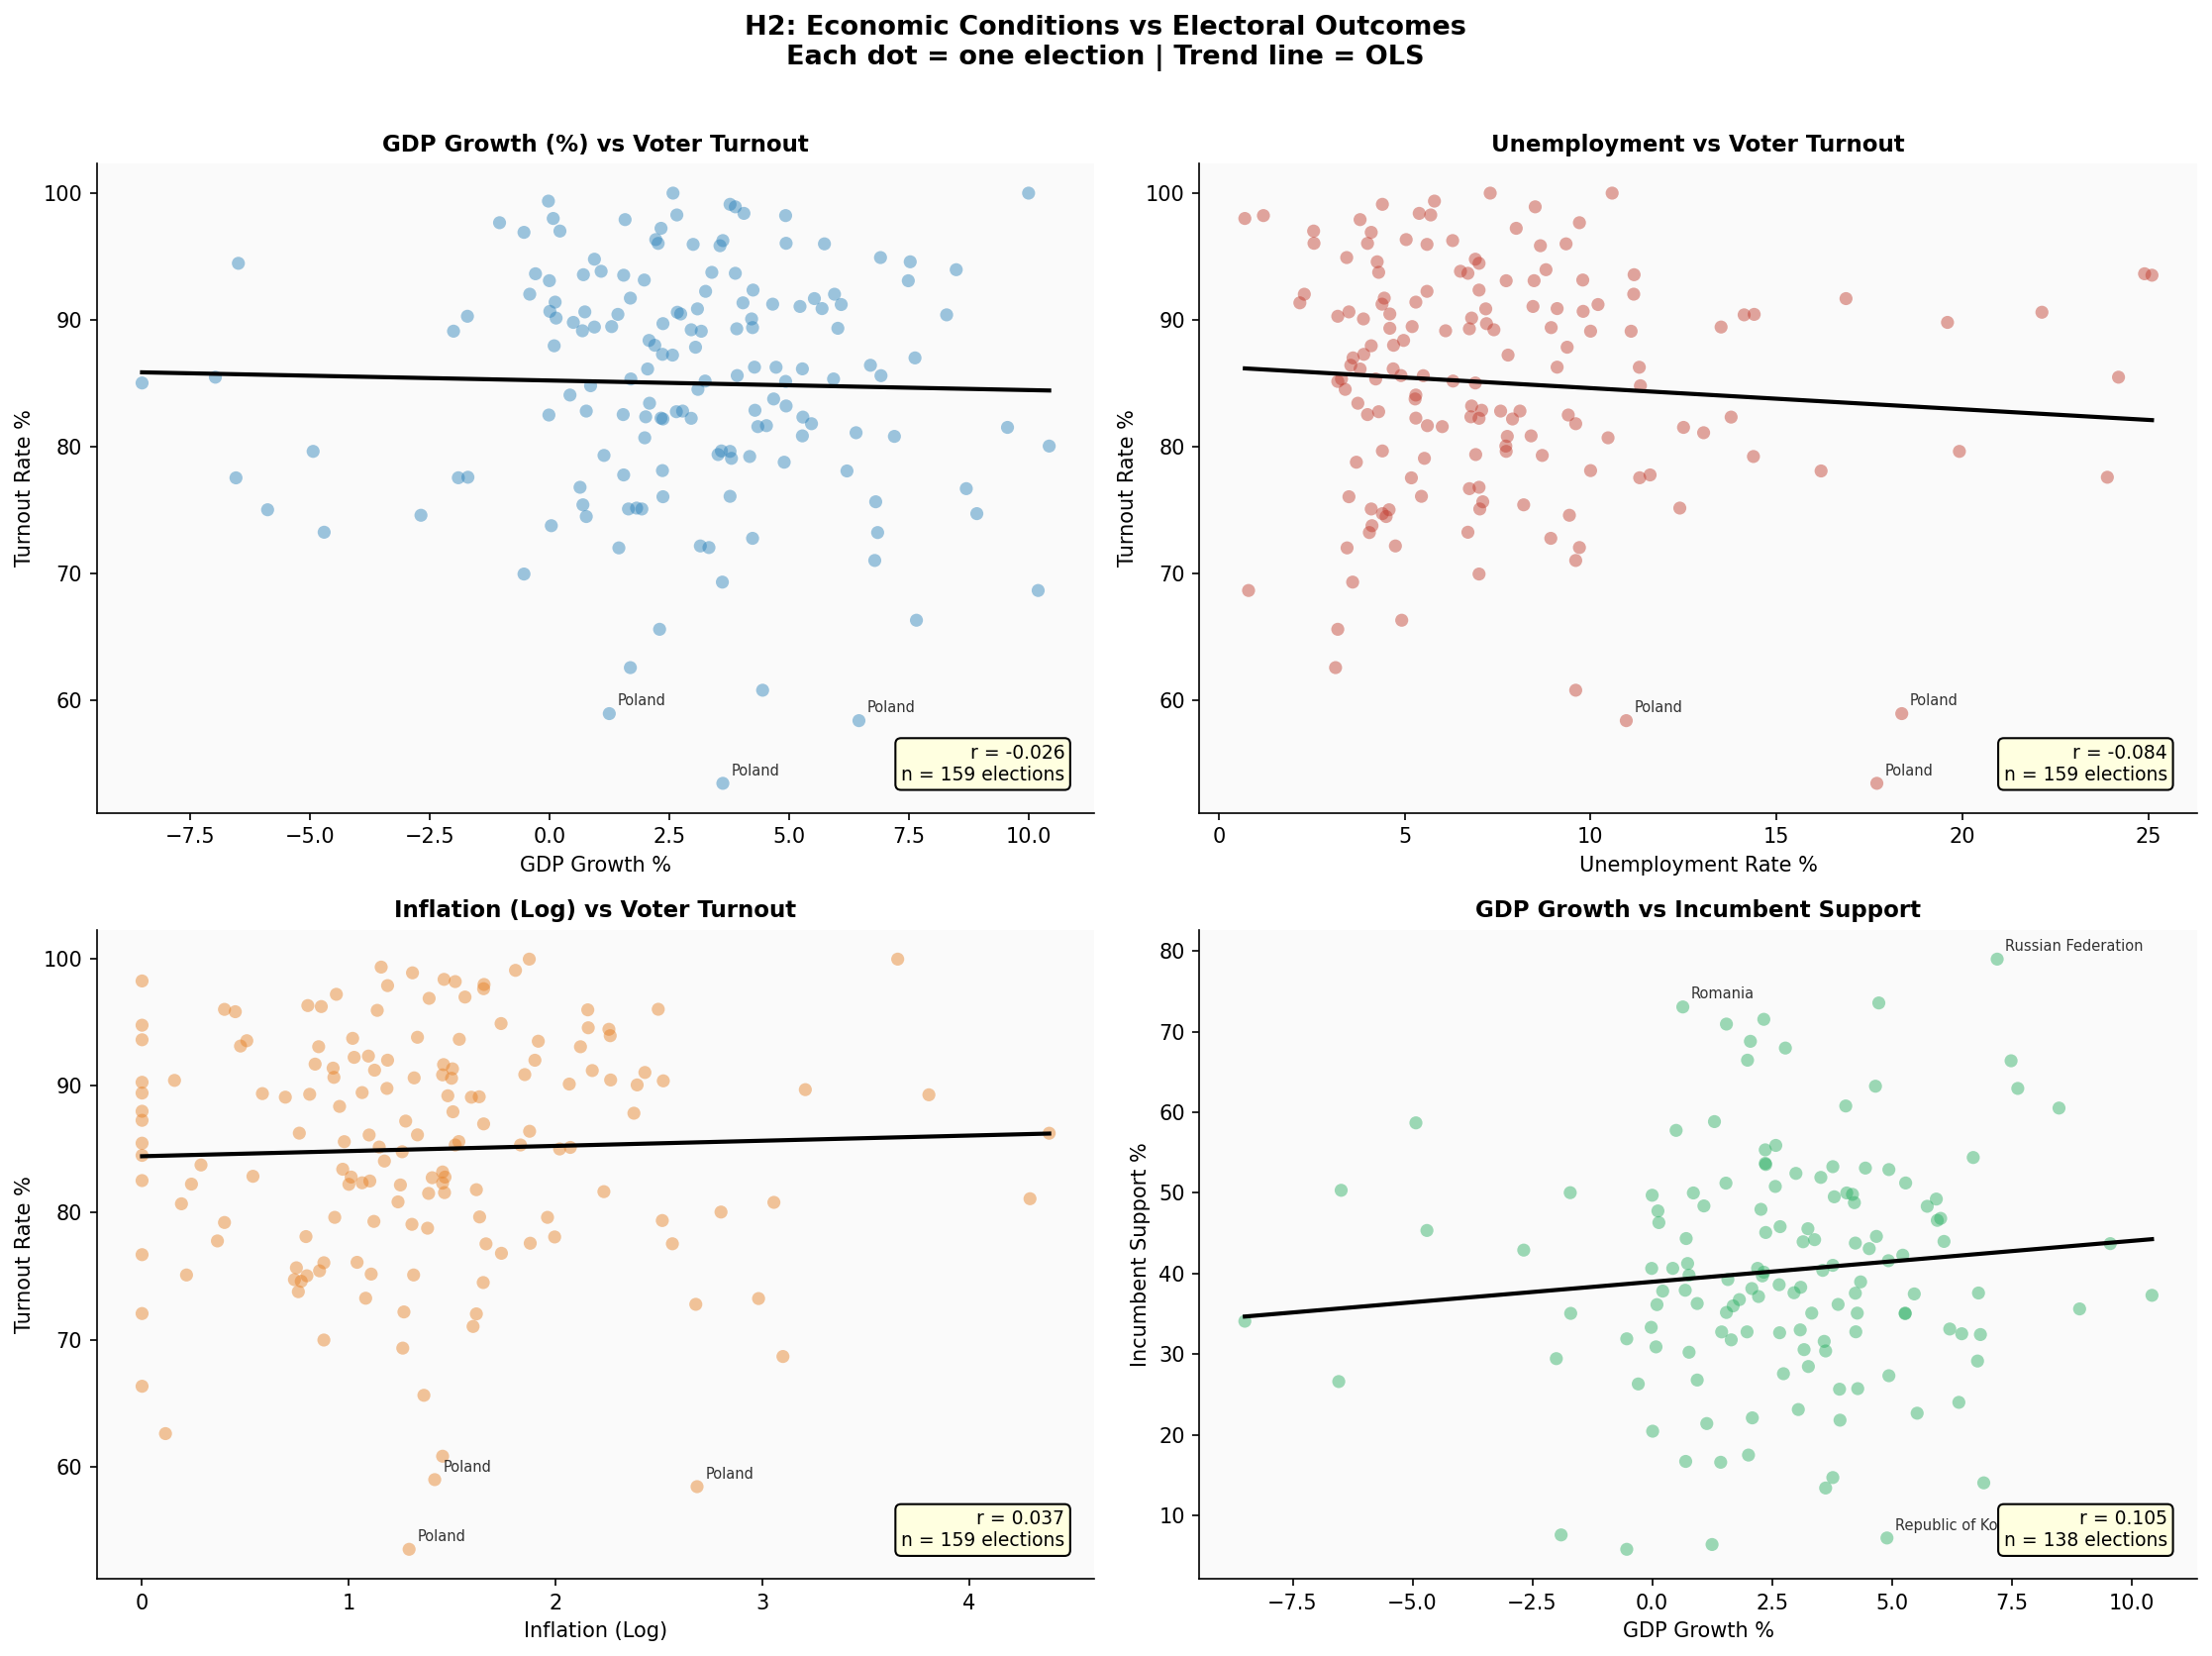 H2: Economic Conditions vs Electoral Outcomes
Each dot = one election | Trend line = OLS
GDP Growth (%) vs Voter Turnout
Turnout Rate %
100
90
80
70
60
Poland
Poland
Poland
r = -0.026
n = 159 elections
−7.5 −5.0 −2.5 0.0 2.5 5.0 7.5 10.0
GDP Growth %
Unemployment vs Voter Turnout
Turnout Rate %
100
90
80
70
60
Poland
Poland
Poland
r = -0.084
n = 159 elections
0 5 10 15 20 25
Unemployment Rate %
Inflation (Log) vs Voter Turnout
Turnout Rate %
100
90
80
70
60
Poland
Poland
Poland
r = 0.037
n = 159 elections
0 1 2 3 4
Inflation (Log)
GDP Growth vs Incumbent Support
Incumbent Support %
80
70
60
50
40
30
20
10
Russian Federation
Romania
Republic of Ko
r = 0.105
n = 138 elections
−7.5 −5.0 −2.5 0.0 2.5 5.0 7.5 10.0
GDP Growth %